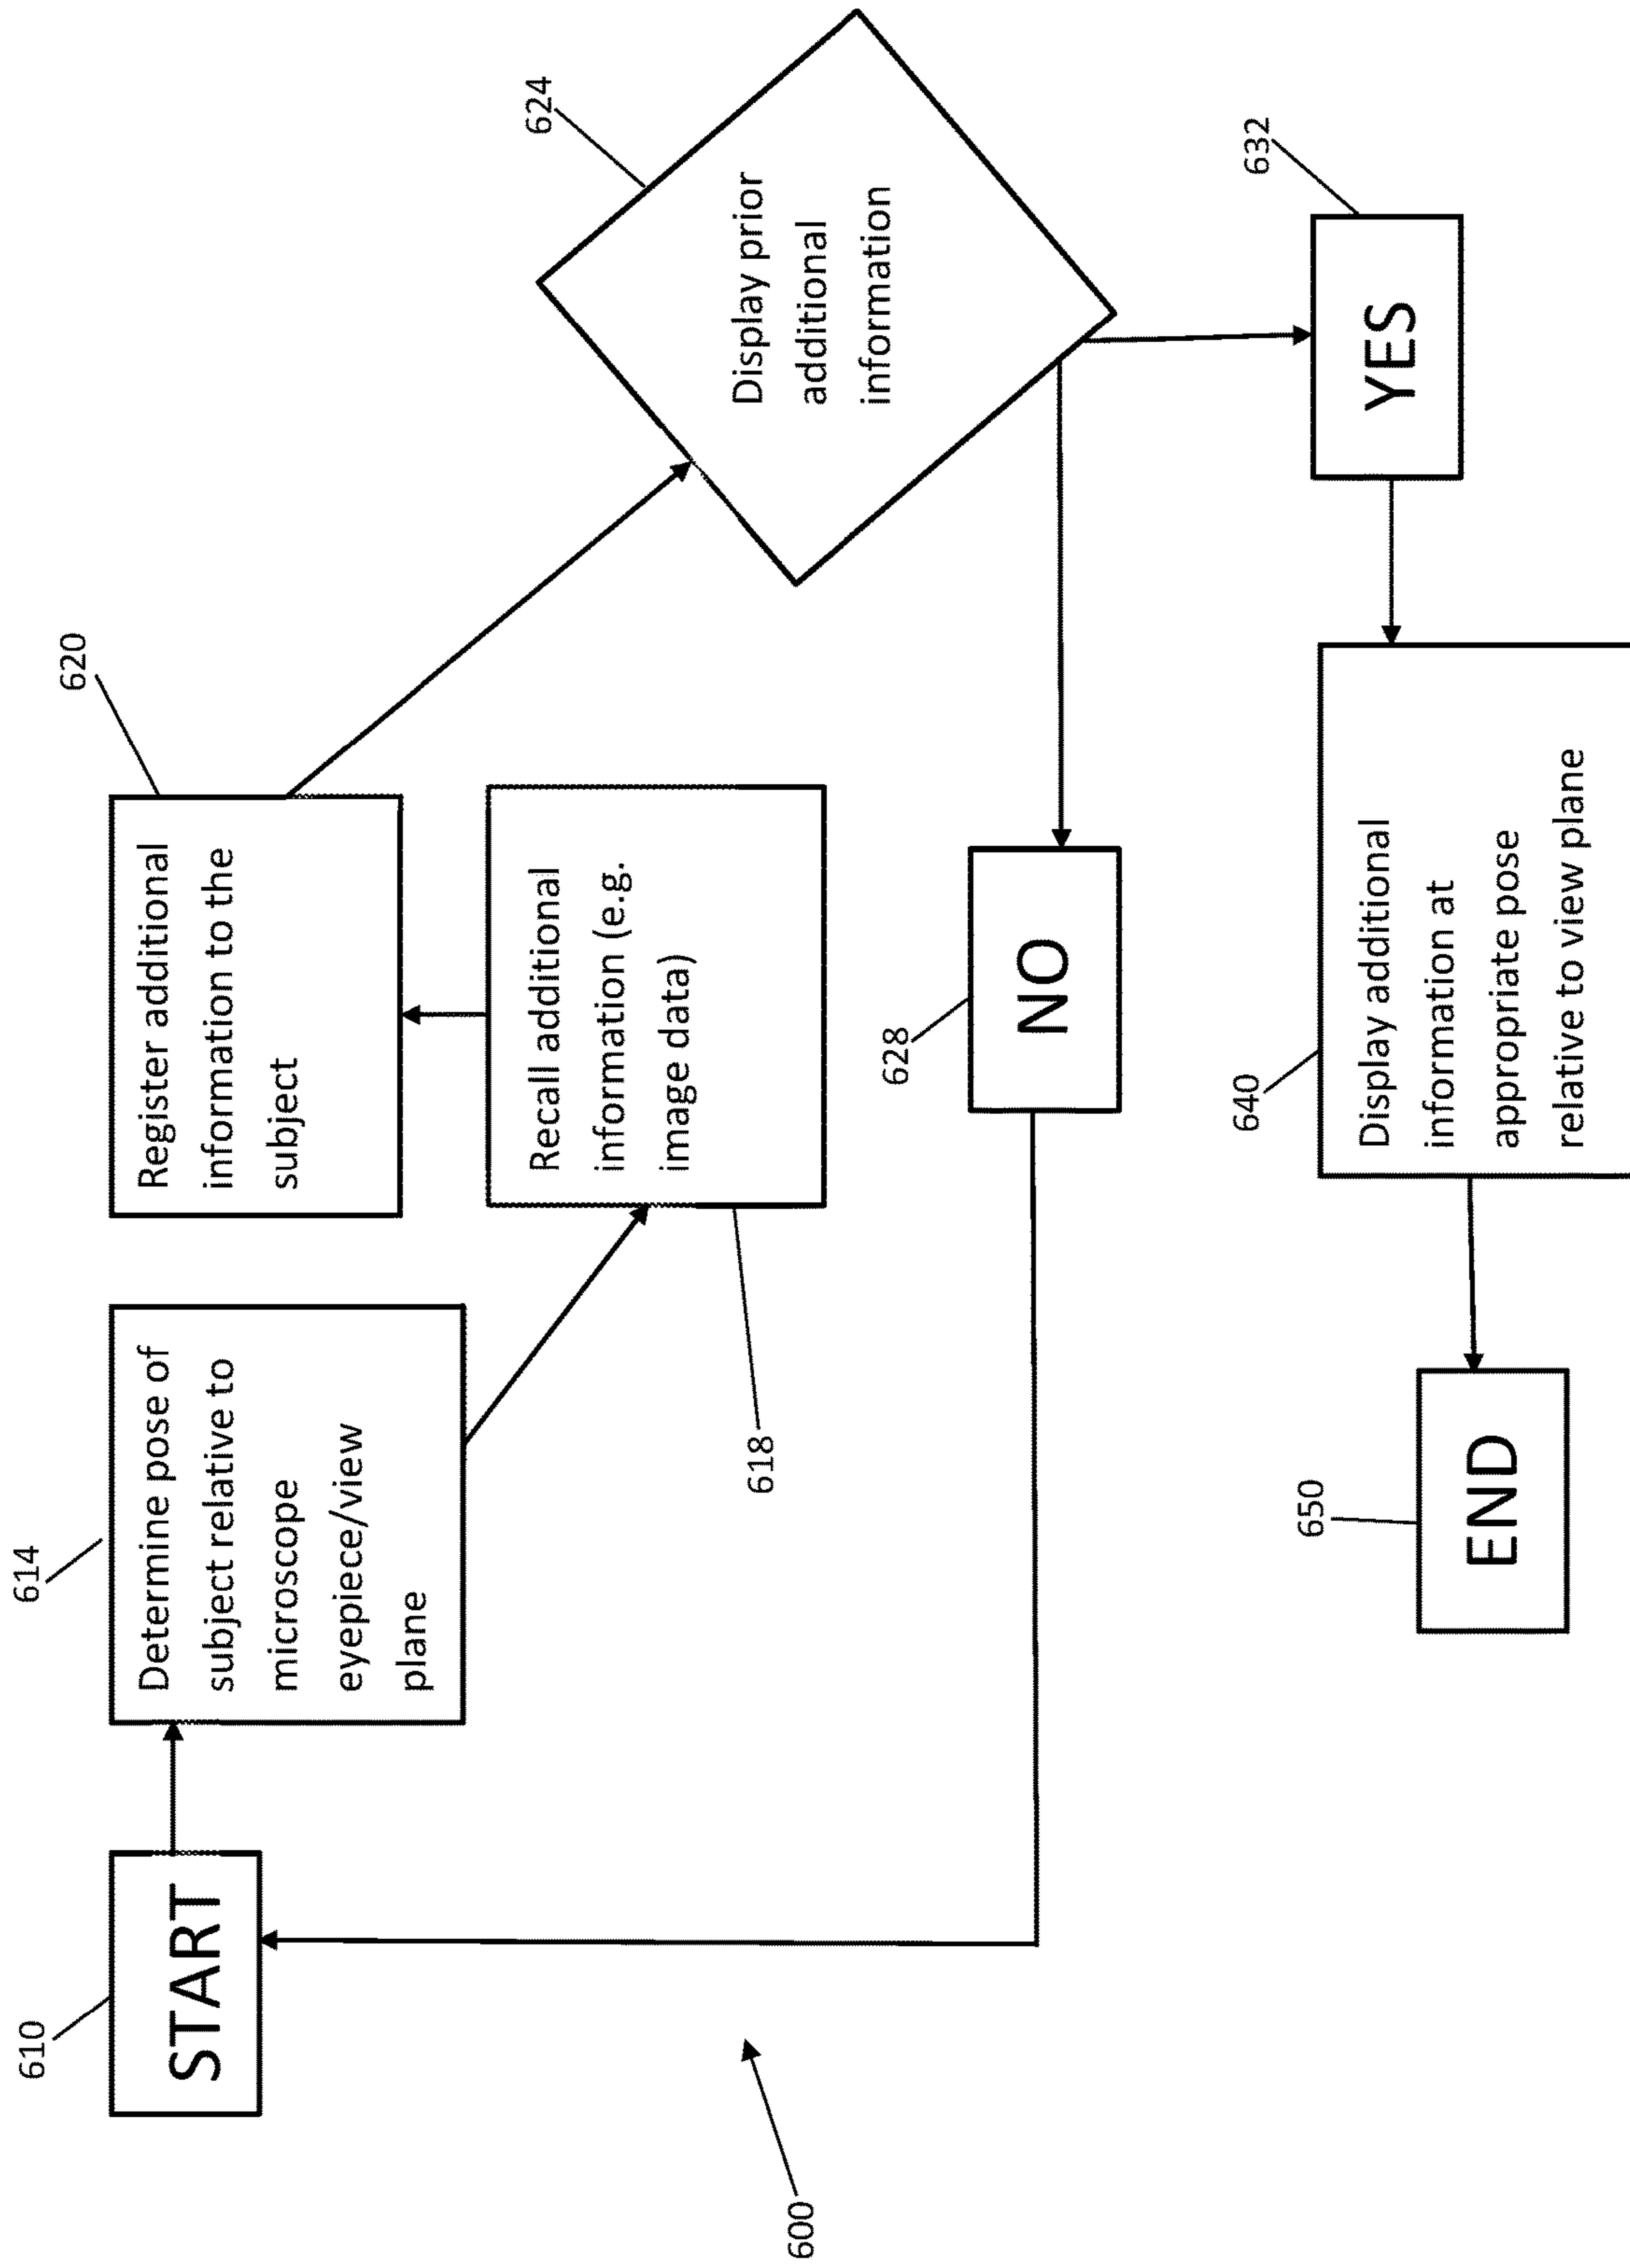 600
610
START
614
Determine pose of
subject relative to
microscope
eyepiece/view
plane
618
Recall additional
information (e.g.
image data)
620
Register additional
information to the
subject
624
Display prior
additional
information
628
NO
632
YES
640
Display additional
information at
appropriate pose
relative to view plane
650
END